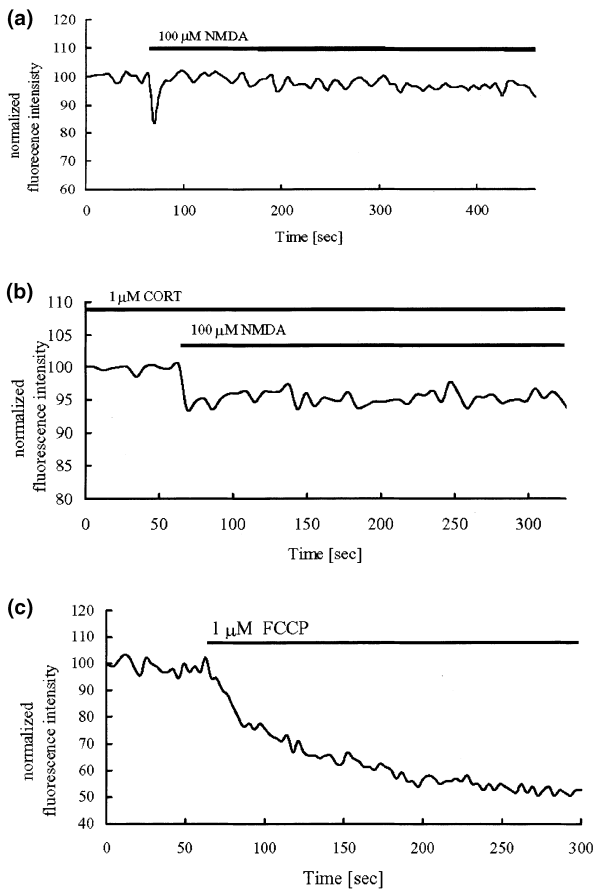 (a)
120
110
100
90
80
70
60
normalized
fluorecence intensisty
100 μM NMDA
0 100 200 300 400
Time [sec]
(b)
1 μM CORT
110
105
100
95
90
85
80
normalized
fluorescence intensity
100 μM NMDA
0 50 100 150 200 250 300
Time [sec]
(c)
120
110
100
90
80
70
60
50
40
normalized
fluorescence intensity
1 μM FCCP
0 50 100 150 200 250 300
Time [sec]